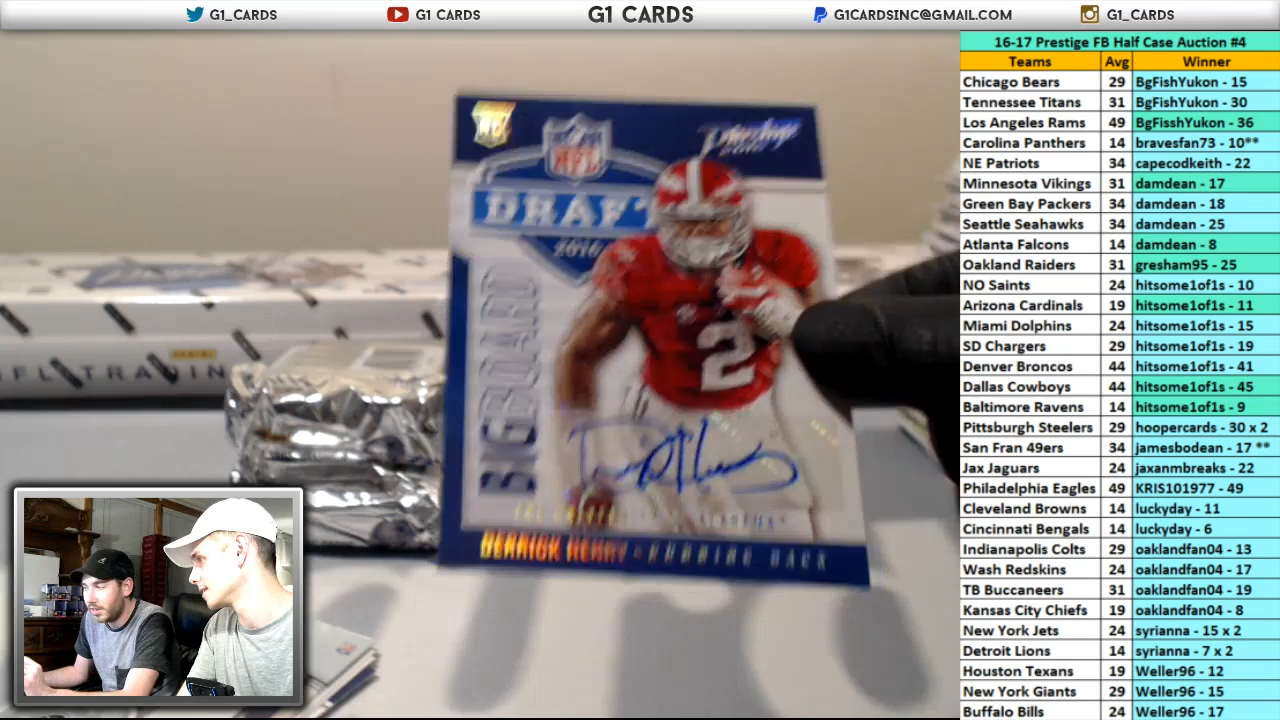 G1_CARDS
G1 CARDS
G1 CARDS
G1CARDSINC@GMAIL.COM
G1_CARDS
16-17 Prestige FB Half Case Auction #4
Teams Avg Winner
Chicago Bears 29 BgFishYukon - 15
Tennessee Titans 31 BgFishYukon - 30
Los Angeles Rams 49 BgFisshYukon - 36
Carolina Panthers 14 bravesfan73 - 10**
NE Patriots 34 capecodkeith - 22
Minnesota Vikings 31 damdean - 17
Green Bay Packers 34 damdean - 18
Seattle Seahawks 34 damdean - 25
Atlanta Falcons 14 damdean - 8
Oakland Raiders 31 gresham95 - 25
NO Saints 24 hitsome1of1s - 10
Arizona Cardinals 19 hitsome1of1s - 11
Miami Dolphins 24 hitsome1of1s - 15
SD Chargers 29 hitsome1of1s - 19
Denver Broncos 44 hitsome1of1s - 41
Dallas Cowboys 44 hitsome1of1s - 45
Baltimore Ravens 14 hitsome1of1s - 9
Pittsburgh Steelers 29 hoopercards - 30 x 2
San Fran 49ers 34 jamesbodean - 17 **
Jax Jaguars 24 jaxanmbreaks - 22
Philadelphia Eagles 49 KRIS101977 - 49
Cleveland Browns 14 luckyday - 11
Cincinnati Bengals 14 luckyday - 6
Indianapolis Colts 29 oaklandfan04 - 13
Wash Redskins 24 oaklandfan04 - 17
TB Buccaneers 31 oaklandfan04 - 19
Kansas City Chiefs 19 oaklandfan04 - 8
New York Jets 24 syrianna - 15 x 2
Detroit Lions 14 syrianna - 7 x 2
Houston Texans 19 Weller96 - 12
New York Giants 29 Weller96 - 15
Buffalo Bills 24 Weller96 - 17
NFL
Prestige
2016
DRAFT
2016
BIG BOARD
2
DERRICK HENRY - RUNNING BACK
PANINI
NFL TRADIN